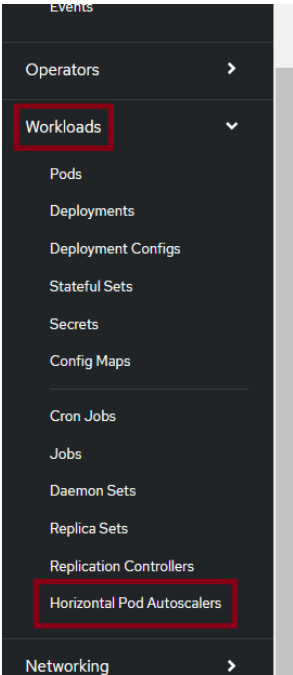 Events
Operators
Workloads
Pods
Deployments
Deployment Configs
Stateful Sets
Secrets
Config Maps
Cron Jobs
Jobs
Daemon Sets
Replica Sets
Replication Controllers
Horizontal Pod Autoscalers
Networking